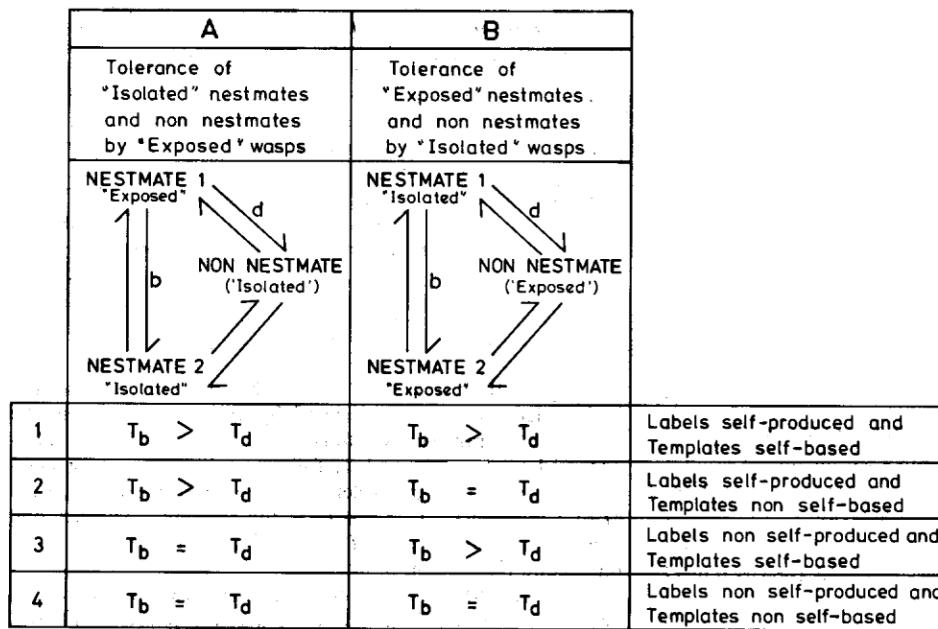 A
B
Tolerance of
"Isolated" nestmates
and non nestmates
by "Exposed" wasps
Tolerance of
"Exposed" nestmates.
and non nestmates
by "Isolated" wasps.
NESTMATE 1
"Exposed"
d
NON NESTMATE
('Isolated')
b
NESTMATE 2
"Isolated"
NESTMATE 1
"Isolated"
d
NON NESTMATE
('Exposed')
b
NESTMATE 2
"Exposed"
1
Tb > Td
Tb > Td
Labels self-produced and
Templates self-based
2
Tb > Td
Tb = Td
Labels self-produced and
Templates non self-based
3
Tb = Td
Tb > Td
Labels non self-produced and
Templates self-based
4
Tb = Td
Tb = Td
Labels non self-produced and
Templates non self-based